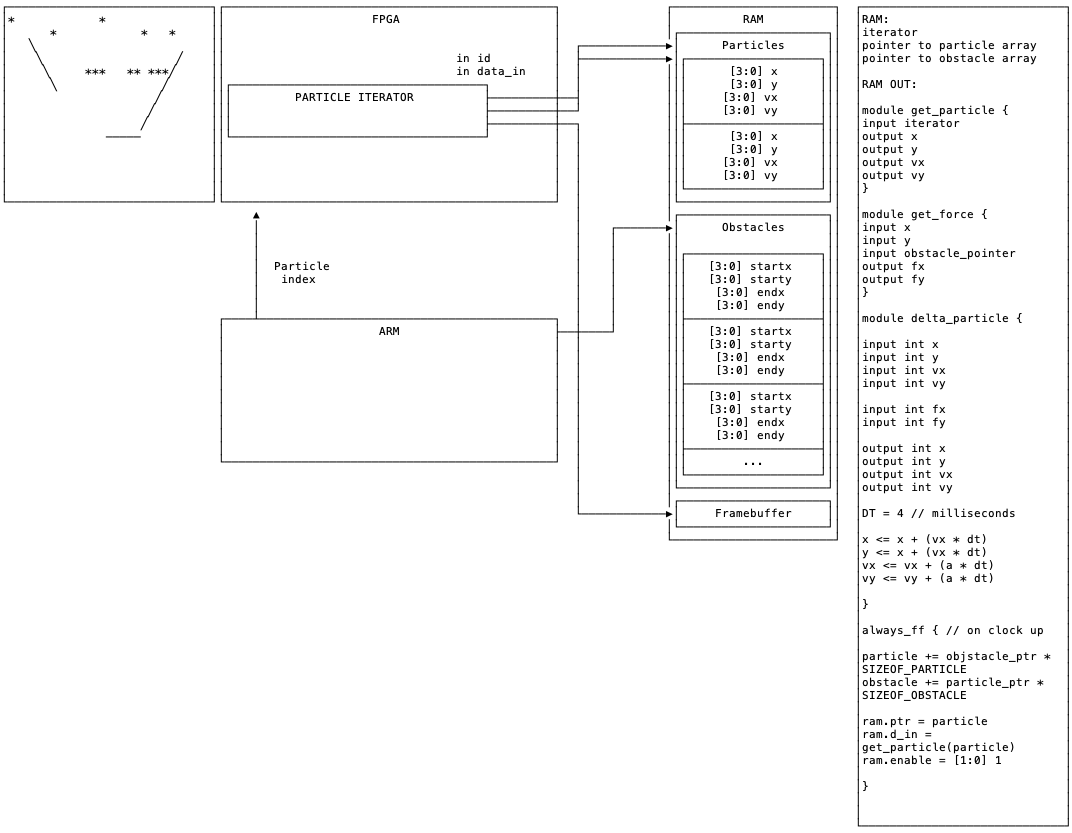 *            *
*            *   *
***   ** ***
FPGA
in id
in data_in
PARTICLE ITERATOR
Particle
index
ARM
RAM
Particles
[3:0] x
[3:0] y
[3:0] vx
[3:0] vy
[3:0] x
[3:0] y
[3:0] vx
[3:0] vy
Obstacles
[3:0] startx
[3:0] starty
[3:0] endx
[3:0] endy
[3:0] startx
[3:0] starty
[3:0] endx
[3:0] endy
[3:0] startx
[3:0] starty
[3:0] endx
[3:0] endy
...
Framebuffer
RAM:
iterator
pointer to particle array
pointer to obstacle array
RAM OUT:
module get_particle {
input iterator
output x
output y
output vx
output vy
}
module get_force {
input x
input y
input obstacle_pointer
output fx
output fy
}
module delta_particle {
input int x
input int y
input int vx
input int vy
input int fx
input int fy
output int x
output int y
output int vx
output int vy
DT = 4 // milliseconds
x <= x + (vx * dt)
y <= x + (vx * dt)
vx <= vx + (a * dt)
vy <= vy + (a * dt)
}
always_ff { // on clock up
particle += objstacle_ptr *
SIZEOF_PARTICLE
obstacle += particle_ptr *
SIZEOF_OBSTACLE
ram.ptr = particle
ram.d_in =
get_particle(particle)
ram.enable = [1:0] 1
}